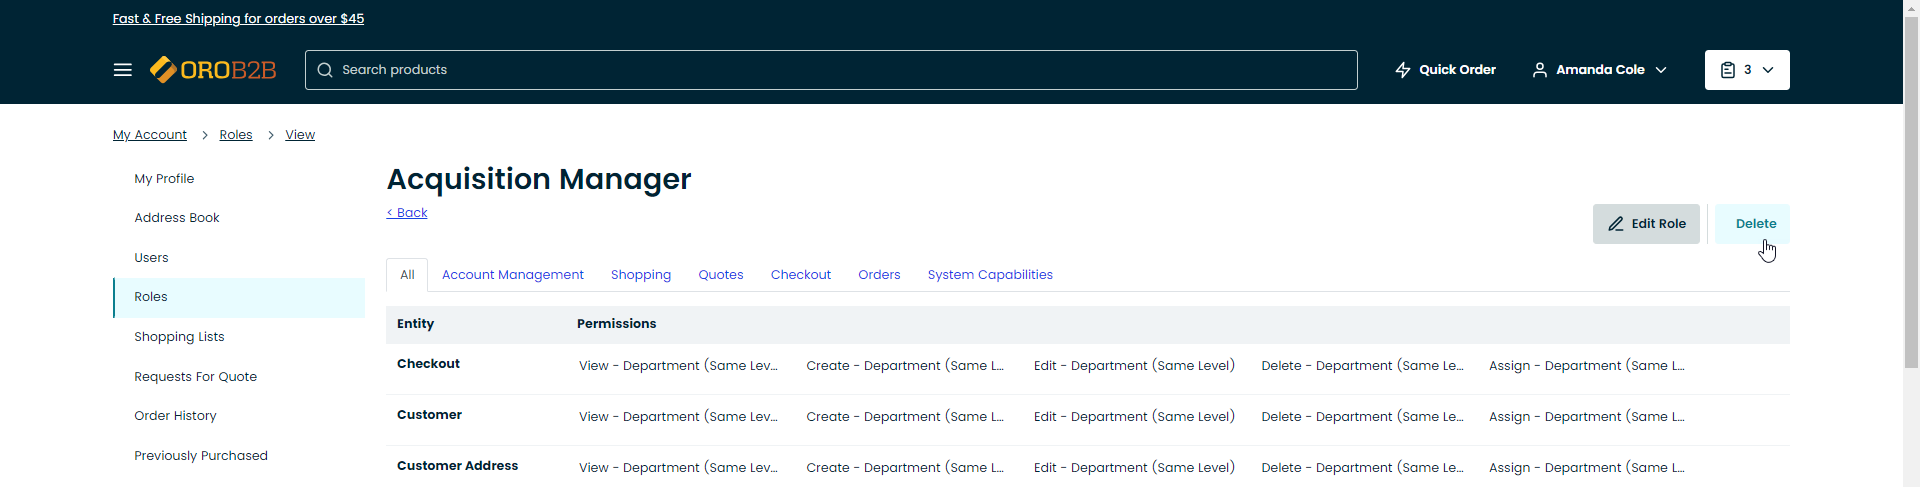 Fast & Free Shipping for orders over $45
OROB2B
Search products
Quick Order
Amanda Cole
3
My Account > Roles > View
My Profile
Address Book
Users
Roles
Shopping Lists
Requests For Quote
Order History
Previously Purchased
Acquisition Manager
< Back
Edit Role
Delete
All Account Management Shopping Quotes Checkout Orders System Capabilities
Entity Permissions
Checkout View - Department (Same Lev... Create - Department (Same L... Edit - Department (Same Level) Delete - Department (Same Le... Assign - Department (Same L...
Customer View - Department (Same Lev... Create - Department (Same L... Edit - Department (Same Level) Delete - Department (Same Le... Assign - Department (Same L...
Customer Address View - Department (Same Lev... Create - Department (Same L... Edit - Department (Same Level) Delete - Department (Same Le... Assign - Department (Same L...